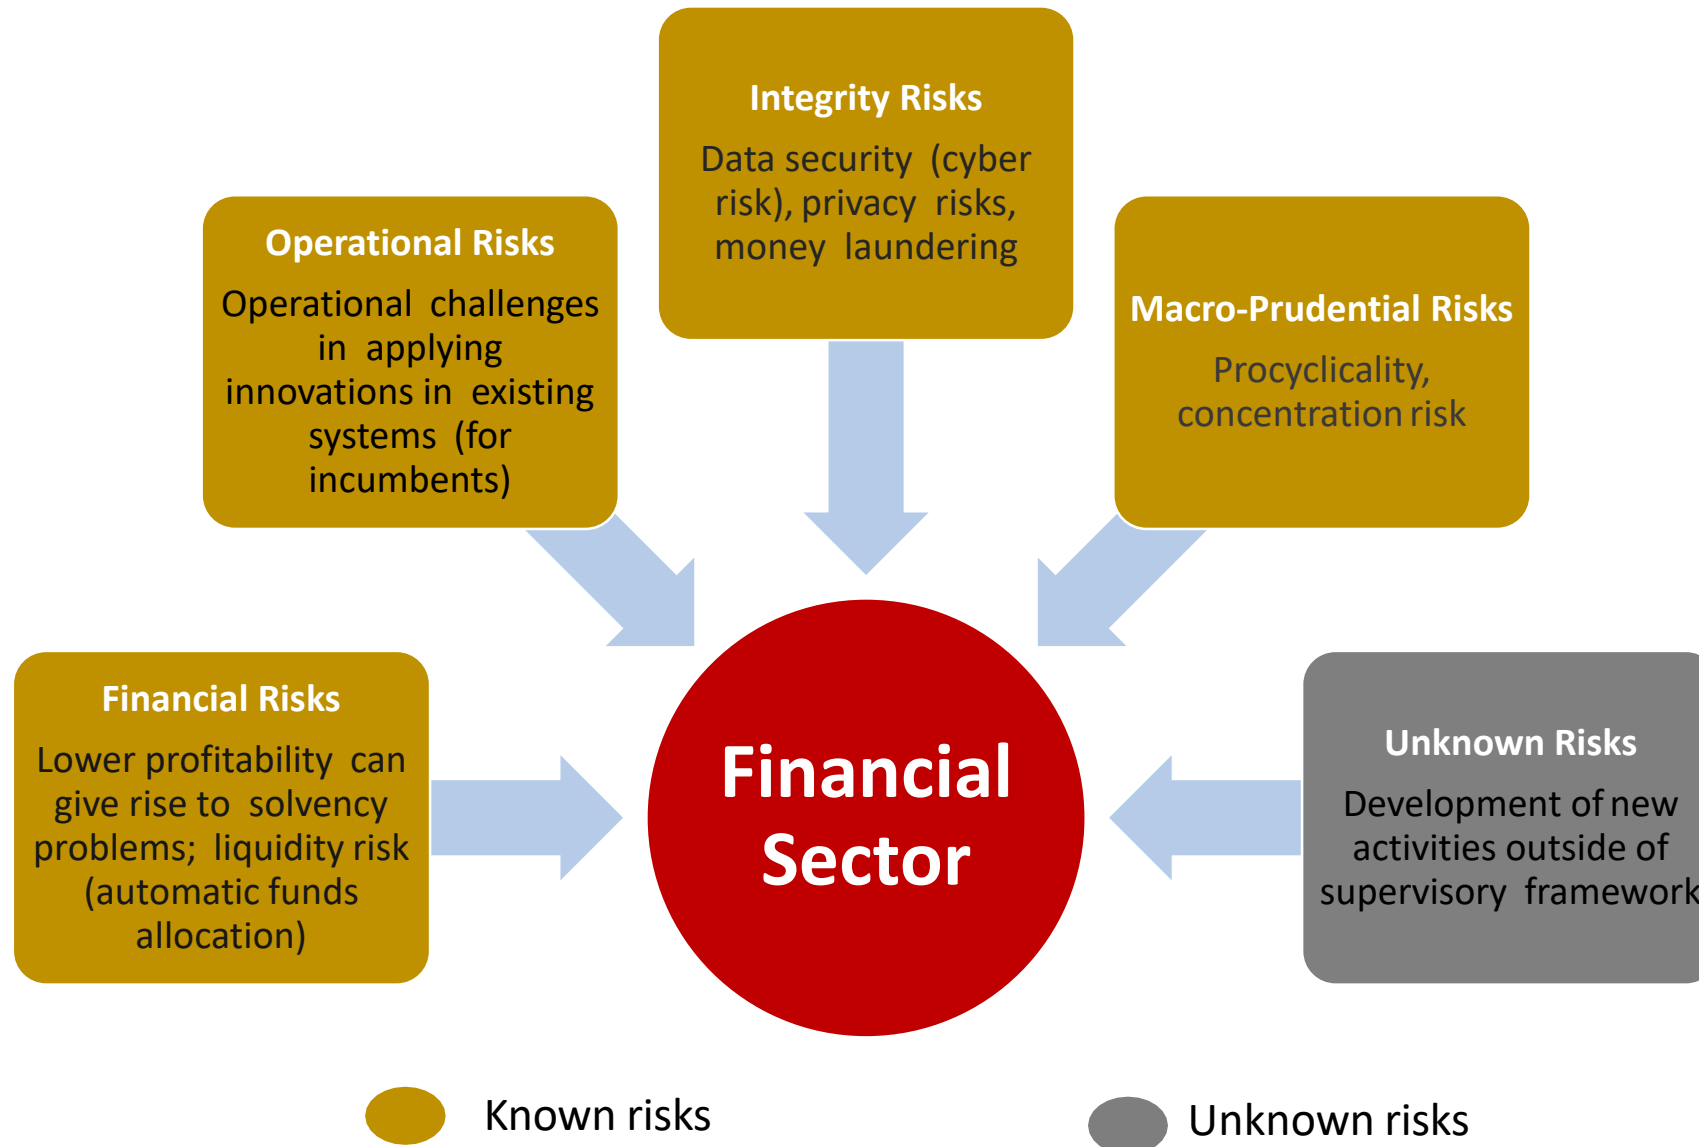 Integrity Risks
Data security (cyber
risk), privacy risks,
money laundering
Operational Risks
Operational challenges
in applying
innovations in existing
systems (for
incumbents)
Macro-Prudential Risks
Procyclicality,
concentration risk
Financial Risks
Lower profitability can
give rise to solvency
problems; liquidity risk
(automatic funds
allocation)
Financial
Sector
Unknown Risks
Development of new
activities outside of
supervisory framework
Known risks
Unknown risks